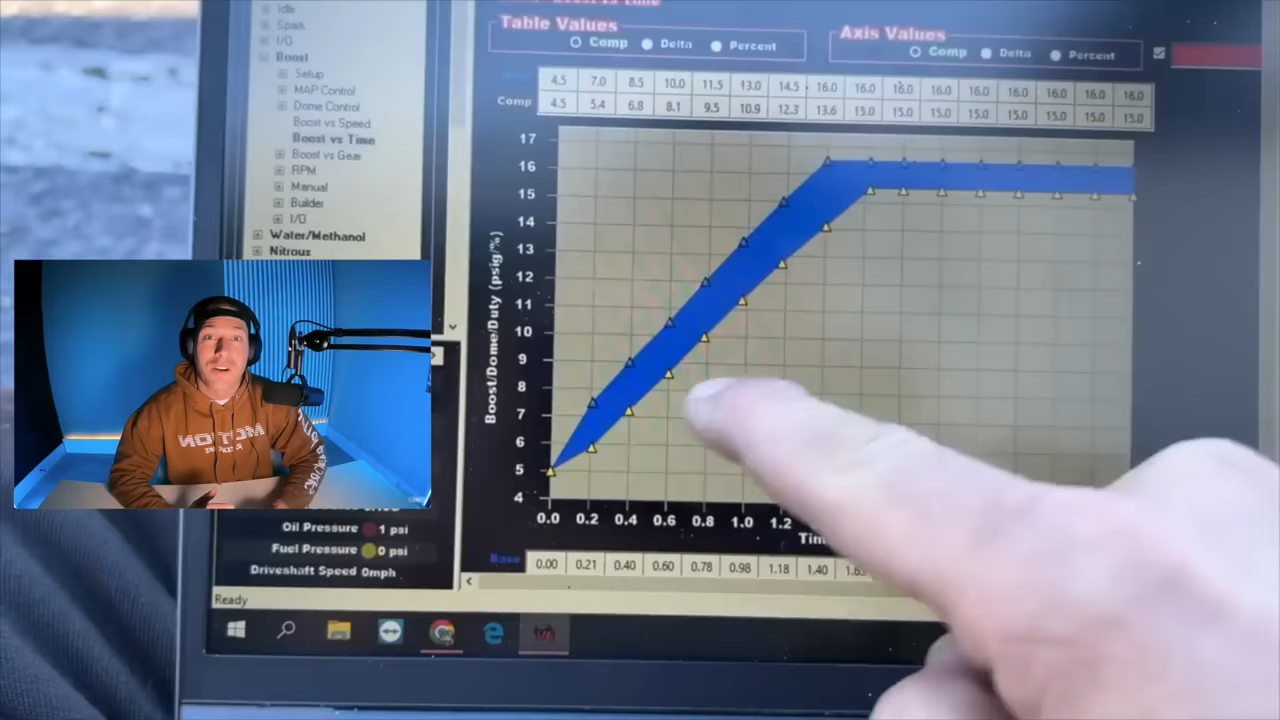 Idle
Spark
I/O
Boost
Setup
MAP Control
Dome Control
Boost vs Speed
Boost vs Time
Boost vs Gear
RPM
Manual
Builder
I/O
Water/Methanol
Nitrous
Table Values
Comp Delta Percent
Axis Values
Comp Delta Percent
4.5 7.0 8.5 10.0 11.5 13.0 14.5 16.0 16.0 16.0 16.0 16.0 16.0 16.0 16.0 16.0
Comp 4.5 5.4 6.8 8.1 9.5 10.9 12.3 13.6 15.0 15.0 15.0 15.0 15.0 15.0 15.0 15.0
17
16
15
14
13
12
11
10
9
8
7
6
5
4
Boost/Dome/Duty (psig/%)
0.0 0.2 0.4 0.6 0.8 1.0 1.2
Base 0.00 0.21 0.40 0.60 0.78 0.98 1.18 1.40
MOTION
Oil Pressure 1 psi
Fuel Pressure 0 psi
Driveshaft Speed 0mph
Ready